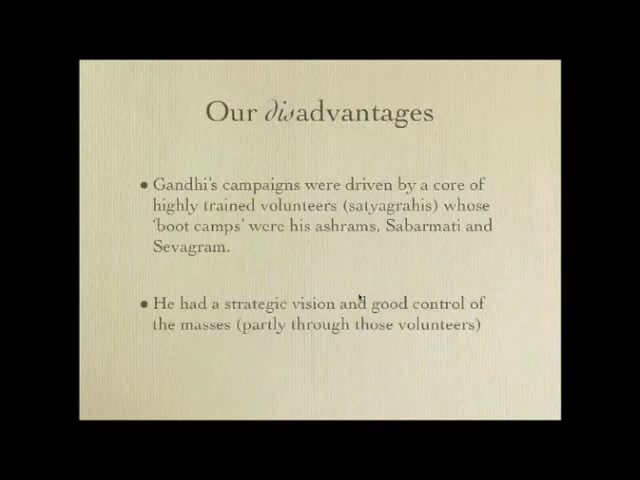 Our disadvantages
• Gandhi's campaigns were driven by a core of
highly trained volunteers (satyagrahis) whose
'boot camps' were his ashrams, Sabarmati and
Sevagram.
• He had a strategic vision and good control of
the masses (partly through those volunteers)